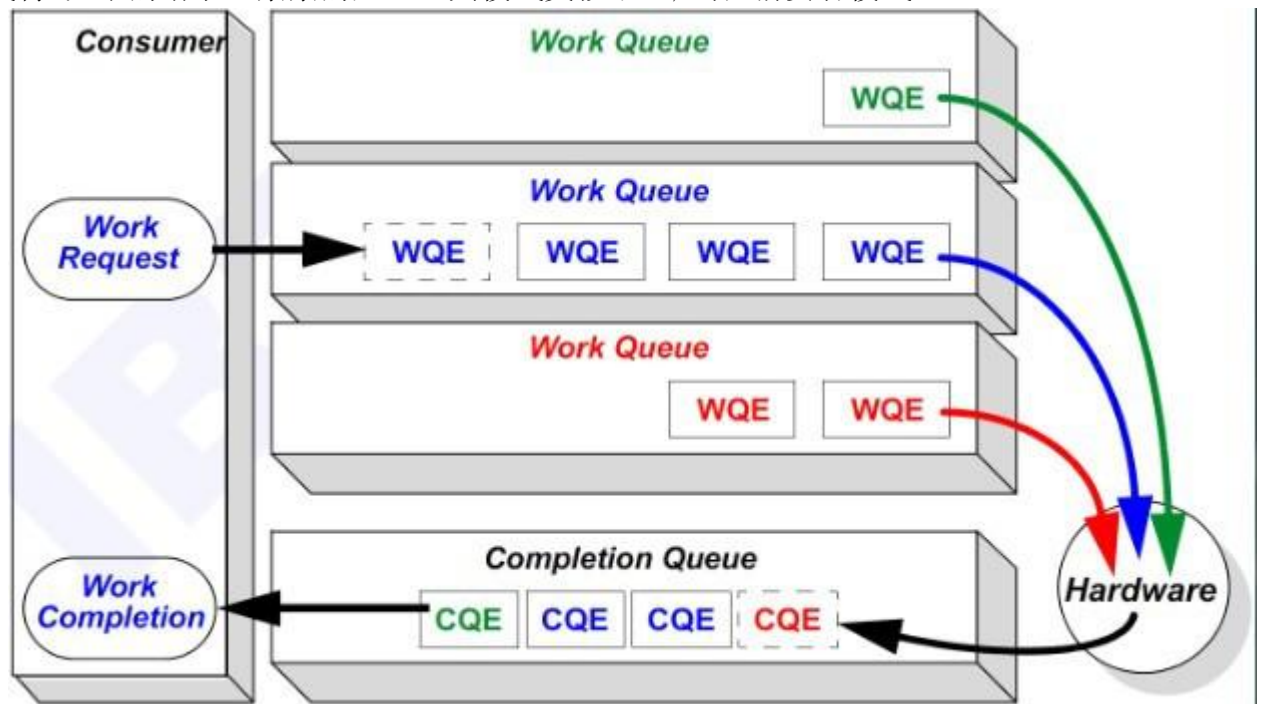 Consumer
Work Queue
WQE
Work Queue
Work
Request
WQE WQE WQE WQE
Work Queue
WQE WQE
Completion Queue
Work
Completion
CQE CQE CQE CQE
Hardware